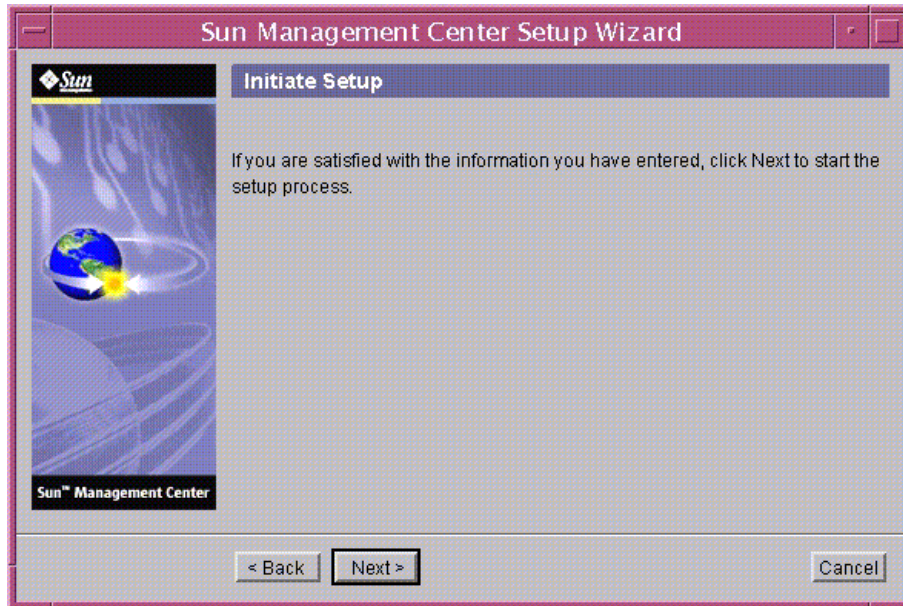 Sun Management Center Setup Wizard
Sun
Initiate Setup
If you are satisfied with the information you have entered, click Next to start the
setup process.
Sun™ Management Center
< Back
Next >
Cancel